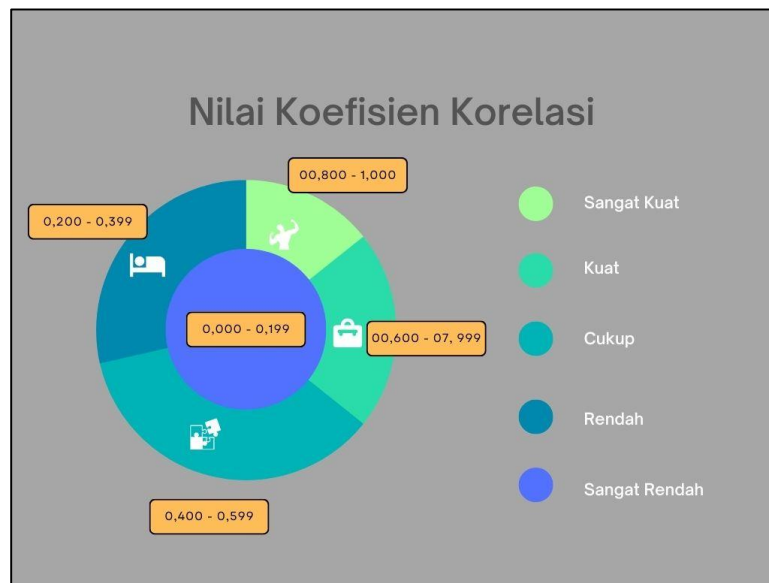 Nilai Koefisien Korelasi
00,800 - 1,000
0,200 - 0,399
0,000 - 0,199
00,600 - 07, 999
0,400 - 0,599
Sangat Kuat
Kuat
Cukup
Rendah
Sangat Rendah